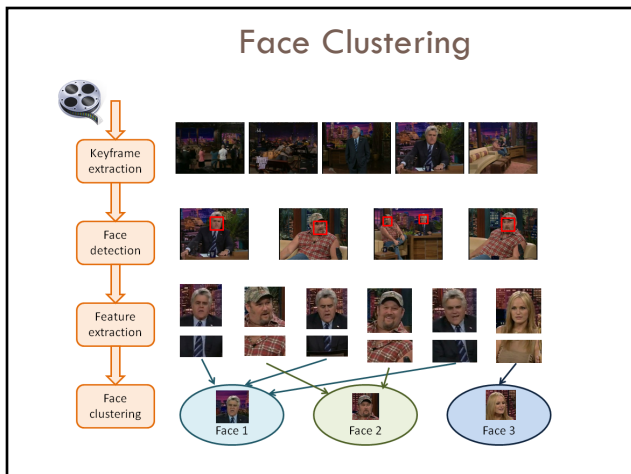 Face Clustering
Keyframe
extraction
Face
detection
Feature
extraction
Face
clustering
Face 1
Face 2
Face 3